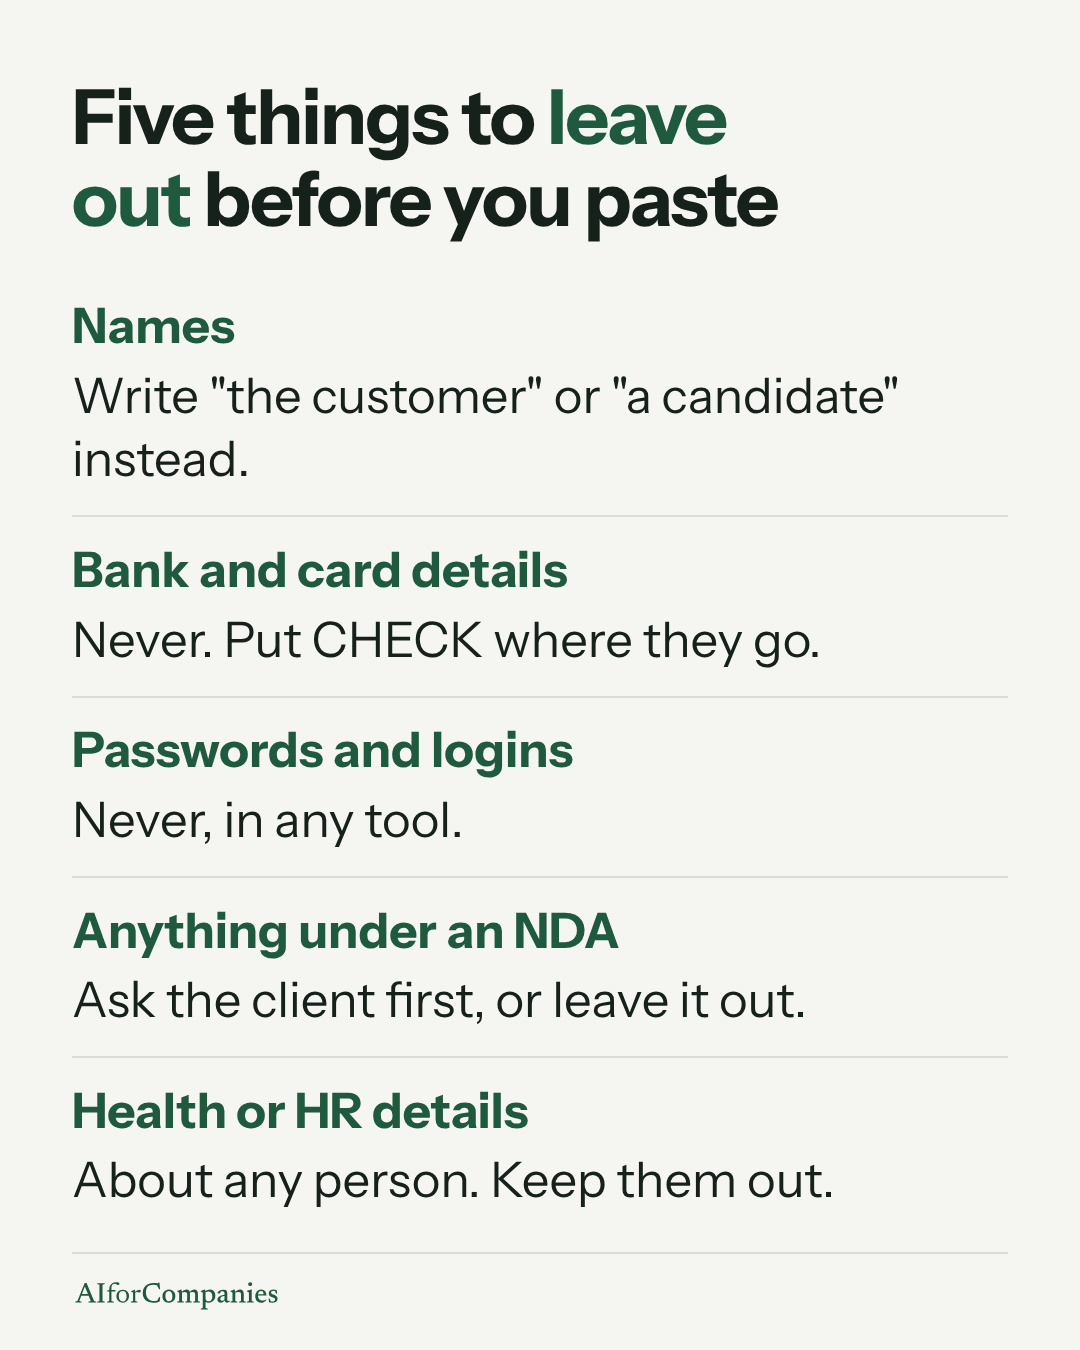 Five things to leave
out before you paste
Names
Write "the customer" or "a candidate"
instead.
Bank and card details
Never. Put CHECK where they go.
Passwords and logins
Never, in any tool.
Anything under an NDA
Ask the client first, or leave it out.
Health or HR details
About any person. Keep them out.
AIforCompanies